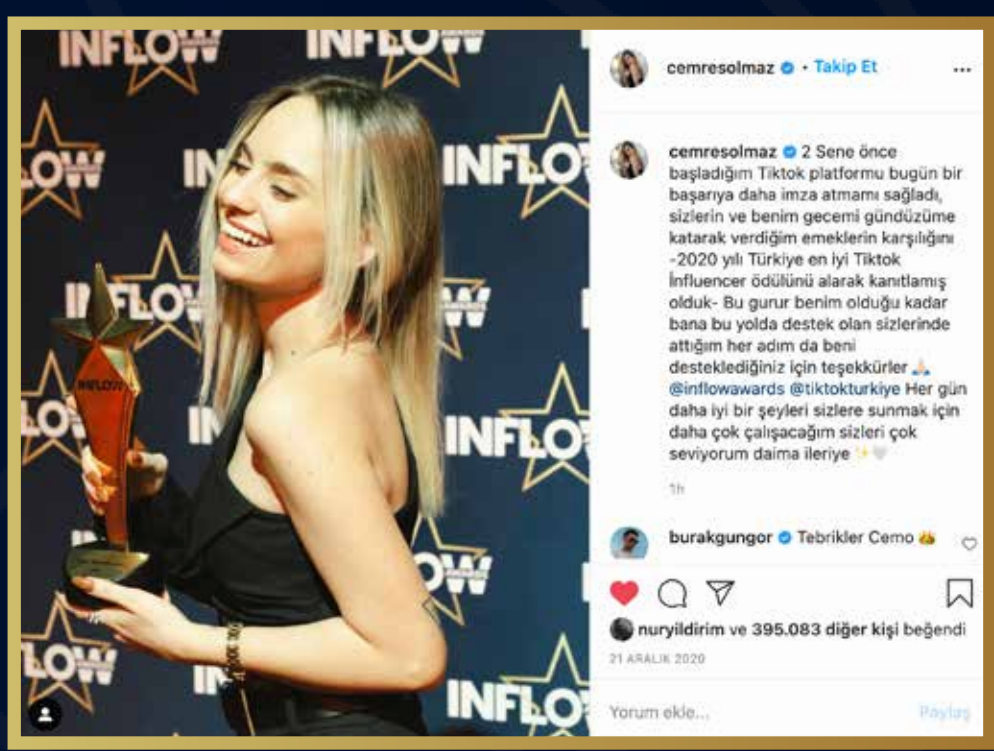 INFLOW INFLOW
INFLOW INFLOW INFLOW
INFLOW
INFLOW
INFLOW
INFLOW
INFLOW
cemresolmaz • Takip Et
cemresolmaz 2 Sene önce
başladığım Tiktok platformu bugün bir
başarıya daha imza atmamı sağladı,
sizlerin ve benim gecemi gündüzüme
katarak verdiğim emeklerin karşılığını
-2020 yılı Türkiye en iyi Tiktok
İnfluencer ödülünü alarak kanıtlamış
olduk- Bu gurur benim olduğu kadar
bana bu yolda destek olan sizlerinde
attığım her adım da beni
desteklediğiniz için teşekkürler 🙏🏻
@inflowawards @tiktokturkiye Her gün
daha iyi bir şeyleri sizlere sunmak için
daha çok çalışacağım sizleri çok
seviyorum daima ileriye ✨🤍
1h
burakgungor Tebrikler Cemo
nuryildirim ve 395.083 diğer kişi beğendi
21 ARALIK 2020
Yorum ekle...
Paylaş